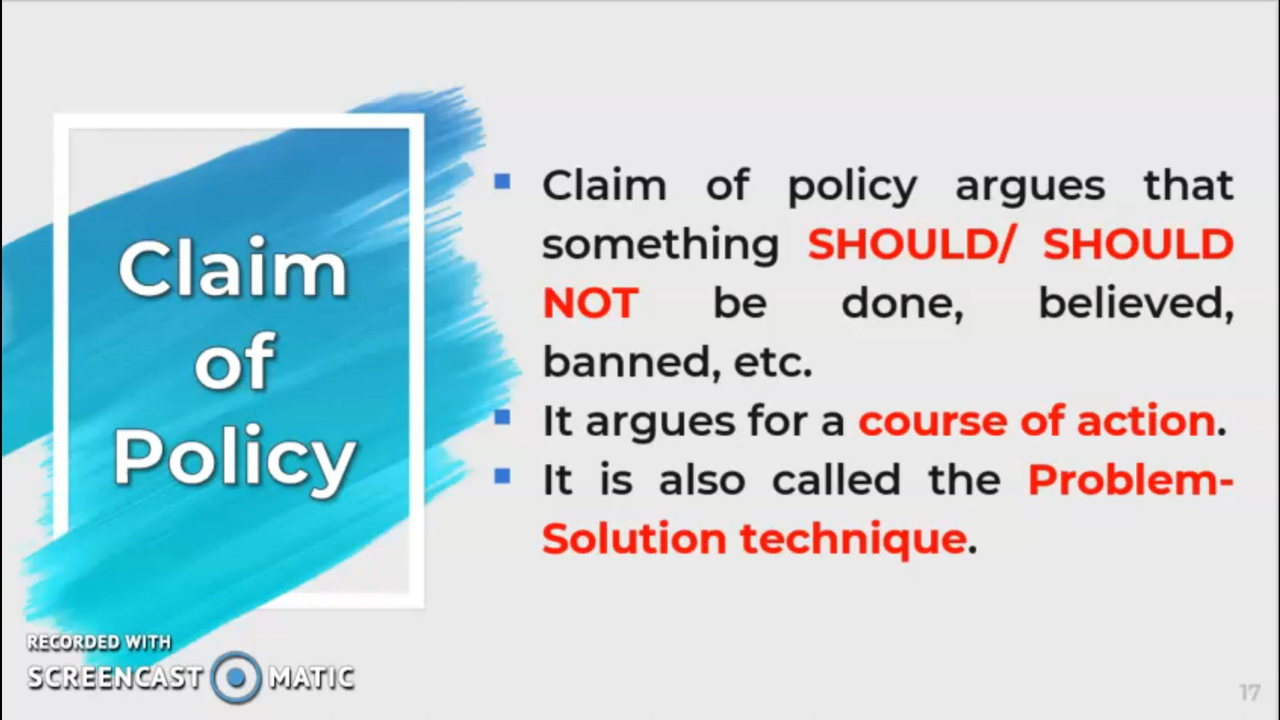 Claim
of
Policy
▪ Claim of policy argues that
something SHOULD/ SHOULD
NOT be done, believed,
banned, etc.
▪ It argues for a course of action.
▪ It is also called the Problem-
Solution technique.
RECORDED WITH
SCREENCAST MATIC
17